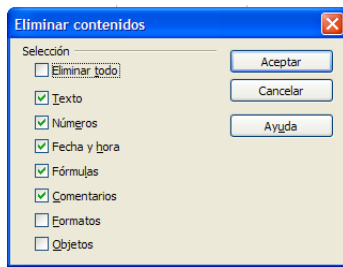 Eliminar contenidos
Selección
Eliminar todo
Texto
Números
Fecha y hora
Fórmulas
Comentarios
Formatos
Objetos
Aceptar
Cancelar
Ayuda